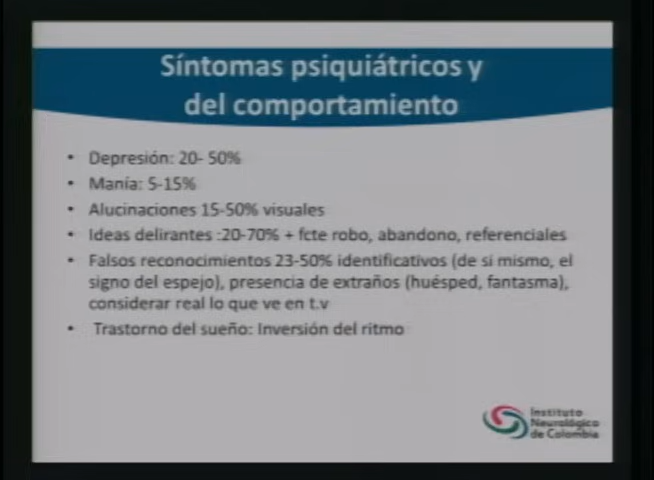 Síntomas psiquiátricos y
del comportamiento
• Depresión: 20- 50%
• Manía: 5-15%
• Alucinaciones 15-50% visuales
• Ideas delirantes :20-70% + fcte robo, abandono, referenciales
• Falsos reconocimientos 23-50% identificativos (de si mismo, el
signo del espejo), presencia de extraños (huésped, fantasma),
considerar real lo que ve en t.v
• Trastorno del sueño: Inversión del ritmo
Instituto
Neurológico
de Colombia